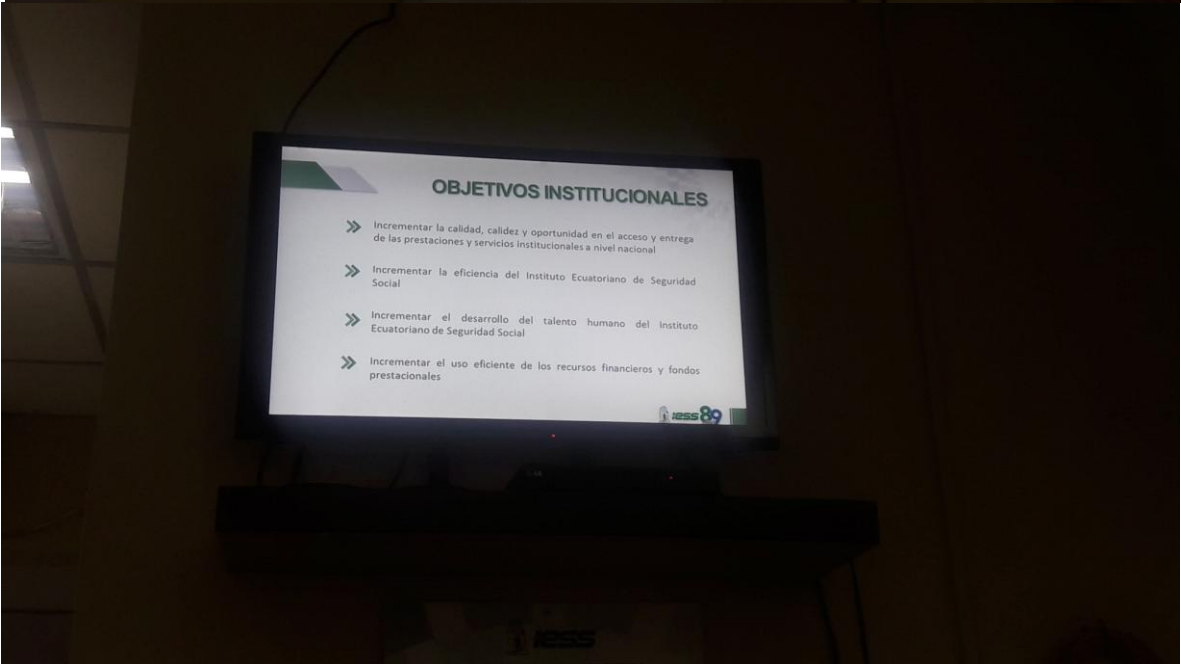 OBJETIVOS INSTITUCIONALES
Incrementar la calidad, calidez y oportunidad en el acceso y entrega
de las prestaciones y servicios institucionales a nivel nacional
Incrementar la eficiencia del Instituto Ecuatoriano de Seguridad
Social
Incrementar el desarrollo del talento humano del Instituto
Ecuatoriano de Seguridad Social
Incrementar el uso eficiente de los recursos financieros y fondos
prestacionales
iess 89
LG
iess